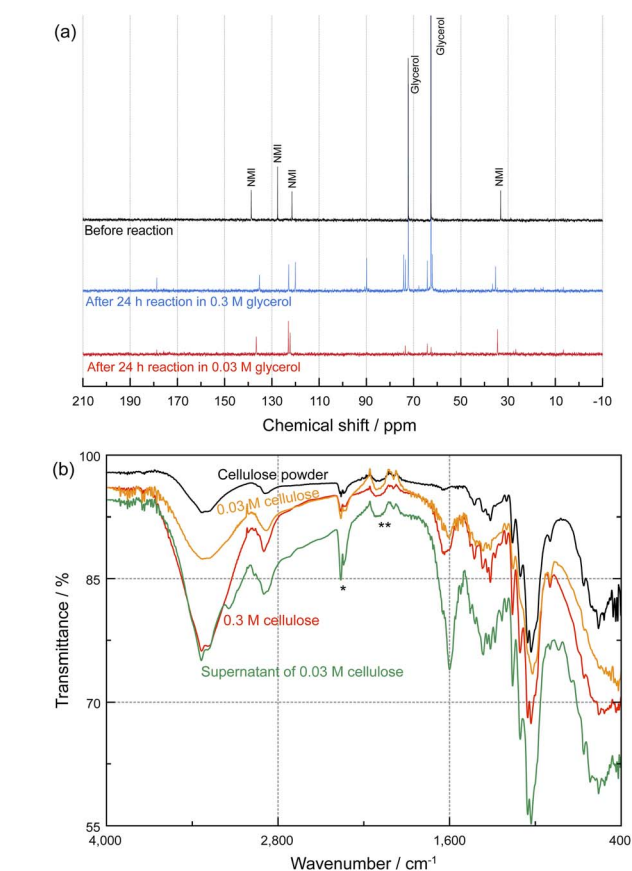 (a)
Glycerol
Glycerol
NMI
NMI
NMI
NMI
Before reaction
After 24 h reaction in 0.3 M glycerol
After 24 h reaction in 0.03 M glycerol
210 190 170 150 130 110 90 70 50 30 10 -10
Chemical shift / ppm
(b)
100
85
70
55
Transmittance / %
Cellulose powder
0.03 M cellulose
**
*
0.3 M cellulose
Supernatant of 0.03 M cellulose
4,000 2,800 1,600 400
Wavenumber / cm-1